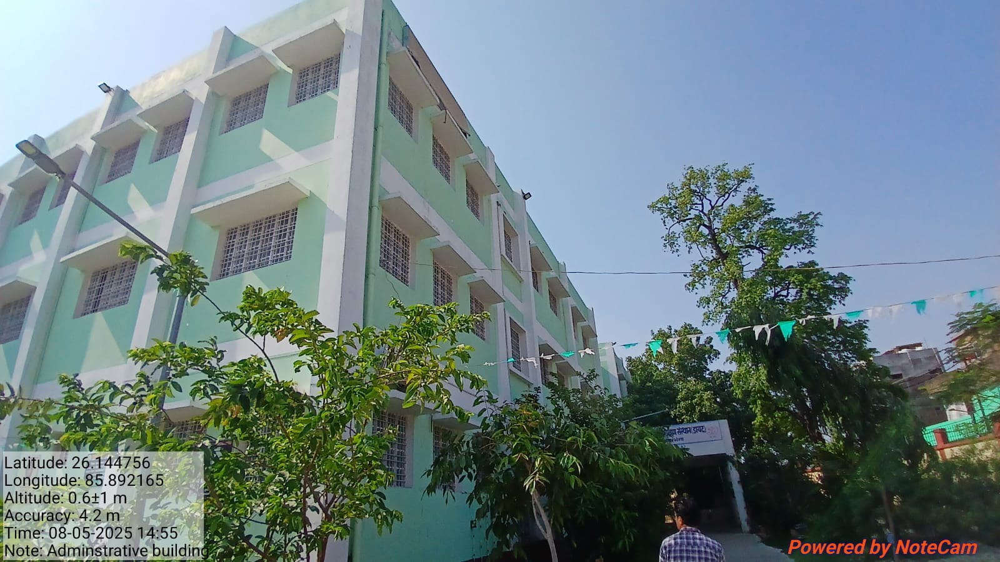 संस्थान(डायट)
Latitude: 26.144756
Longitude: 85.892165
Altitude: 0.6±1 m
Accuracy: 4.2 m
Time: 08-05-2025 14:55
Note: Adminstrative building
Powered by NoteCam